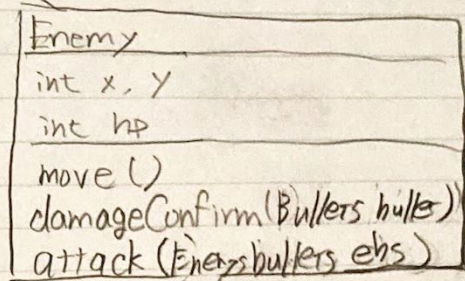 Enemy
int x, y
int hp
move ()
damageConfirm (Bullets bullet)
attack (Enemysbullets ebs)